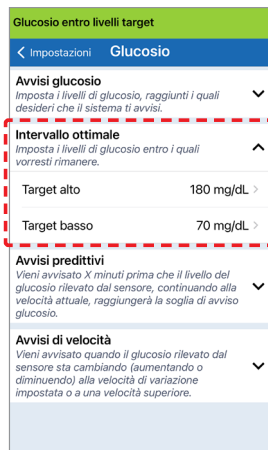 Glucosio entro livelli target
Impostazioni Glucosio
Avvisi glucosio
Imposta i livelli di glucosio, raggiunti i quali
desideri che il sistema ti avvisi.
Intervallo ottimale
Imposta i livelli di glucosio entro i quali
vorresti rimanere.
Target alto 180 mg/dL
Target basso 70 mg/dL
Avvisi predittivi
Vieni avvisato X minuti prima che il livello del
glucosio rilevato dal sensore, continuando alla
velocità attuale, raggiungerà la soglia di avviso
glucosio.
Avvisi di velocità
Vieni avvisato quando il glucosio rilevato dal
sensore sta cambiando (aumentando o
diminuendo) alla velocità di variazione
impostata o a una velocità superiore.